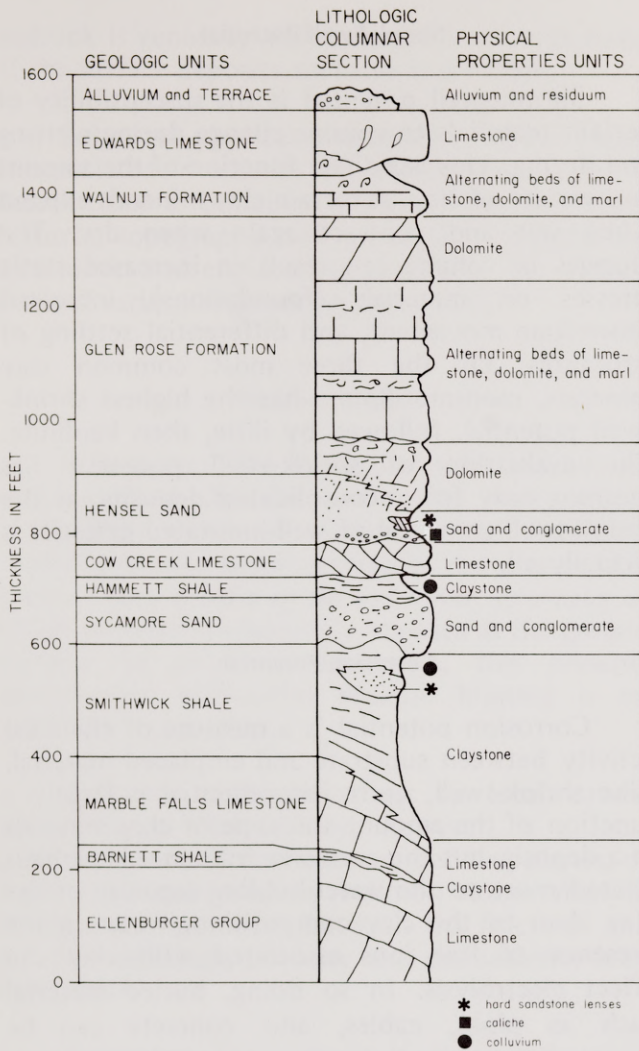 LITHOLOGIC
COLUMNAR
SECTION
GEOLOGIC UNITS
PHYSICAL
PROPERTIES UNITS
1600
ALLUVIUM and TERRACE
Alluvium and residuum
EDWARDS LIMESTONE
Limestone
1400
WALNUT FORMATION
Alternating beds of lime-
stone, dolomite, and marl
Dolomite
1200
GLEN ROSE FORMATION
Alternating beds of lime-
stone, dolomite, and marl
1000
Dolomite
HENSEL SAND
800
Sand and conglomerate
COW CREEK LIMESTONE
Limestone
HAMMETT SHALE
Claystone
SYCAMORE SAND
Sand and conglomerate
600
SMITHWICK SHALE
400
Claystone
MARBLE FALLS LIMESTONE
BARNETT SHALE
Limestone
200
Claystone
ELLENBURGER GROUP
Limestone
0
THICKNESS IN FEET
hard sandstone lenses
caliche
colluvium